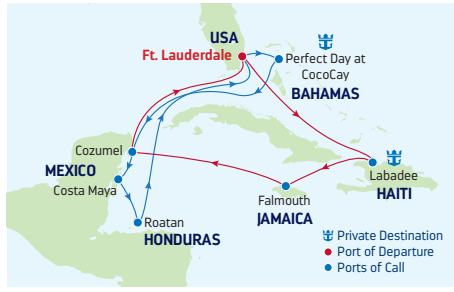 USA
Ft. Lauderdale
Perfect Day at
CocoCay
BAHAMAS
Cozumel
MEXICO
Costa Maya
Labadee
HAITI
Falmouth
JAMAICA
Roatan
HONDURAS
Private Destination
Port of Departure
Ports of Call